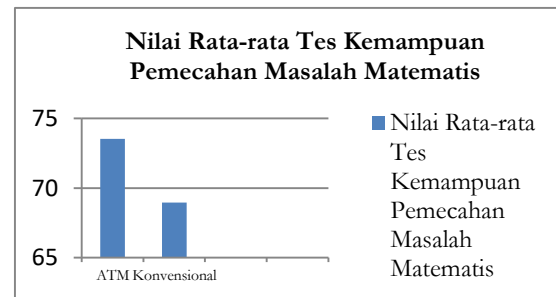 Nilai Rata-rata Tes Kemampuan
Pemecahan Masalah Matematis
75
70
65
ATM Konvensional
Nilai Rata-rata
Tes
Kemampuan
Pemecahan
Masalah
Matematis